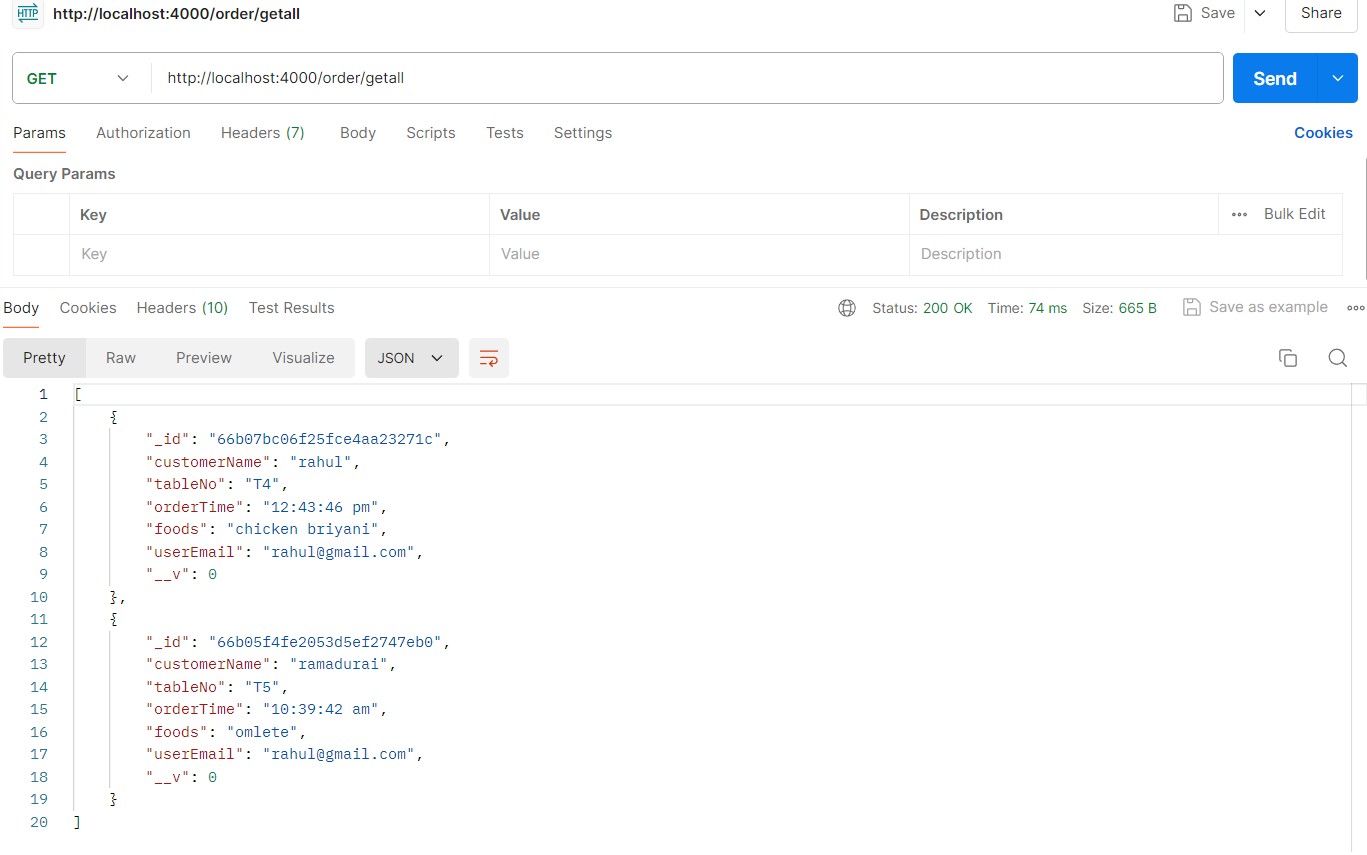 HTTP http://localhost:4000/order/getall Save Share
GET http://localhost:4000/order/getall Send
Params Authorization Headers (7) Body Scripts Tests Settings Cookies
Query Params
Key Value Description ••• Bulk Edit
Key Value Description
Body Cookies Headers (10) Test Results Status: 200 OK Time: 74 ms Size: 665 B Save as example •••
Pretty Raw Preview Visualize JSON
1 [
2 {
3 "_id": "66b07bc06f25fce4aa23271c",
4 "customerName": "rahul",
5 "tableNo": "T4",
6 "orderTime": "12:43:46 pm",
7 "foods": "chicken briyani",
8 "userEmail": "rahul@gmail.com",
9 "__v": 0
10 },
11 {
12 "_id": "66b05f4fe2053d5ef2747eb0",
13 "customerName": "ramadurai",
14 "tableNo": "T5",
15 "orderTime": "10:39:42 am",
16 "foods": "omlete",
17 "userEmail": "rahul@gmail.com",
18 "__v": 0
19 }
20 ]